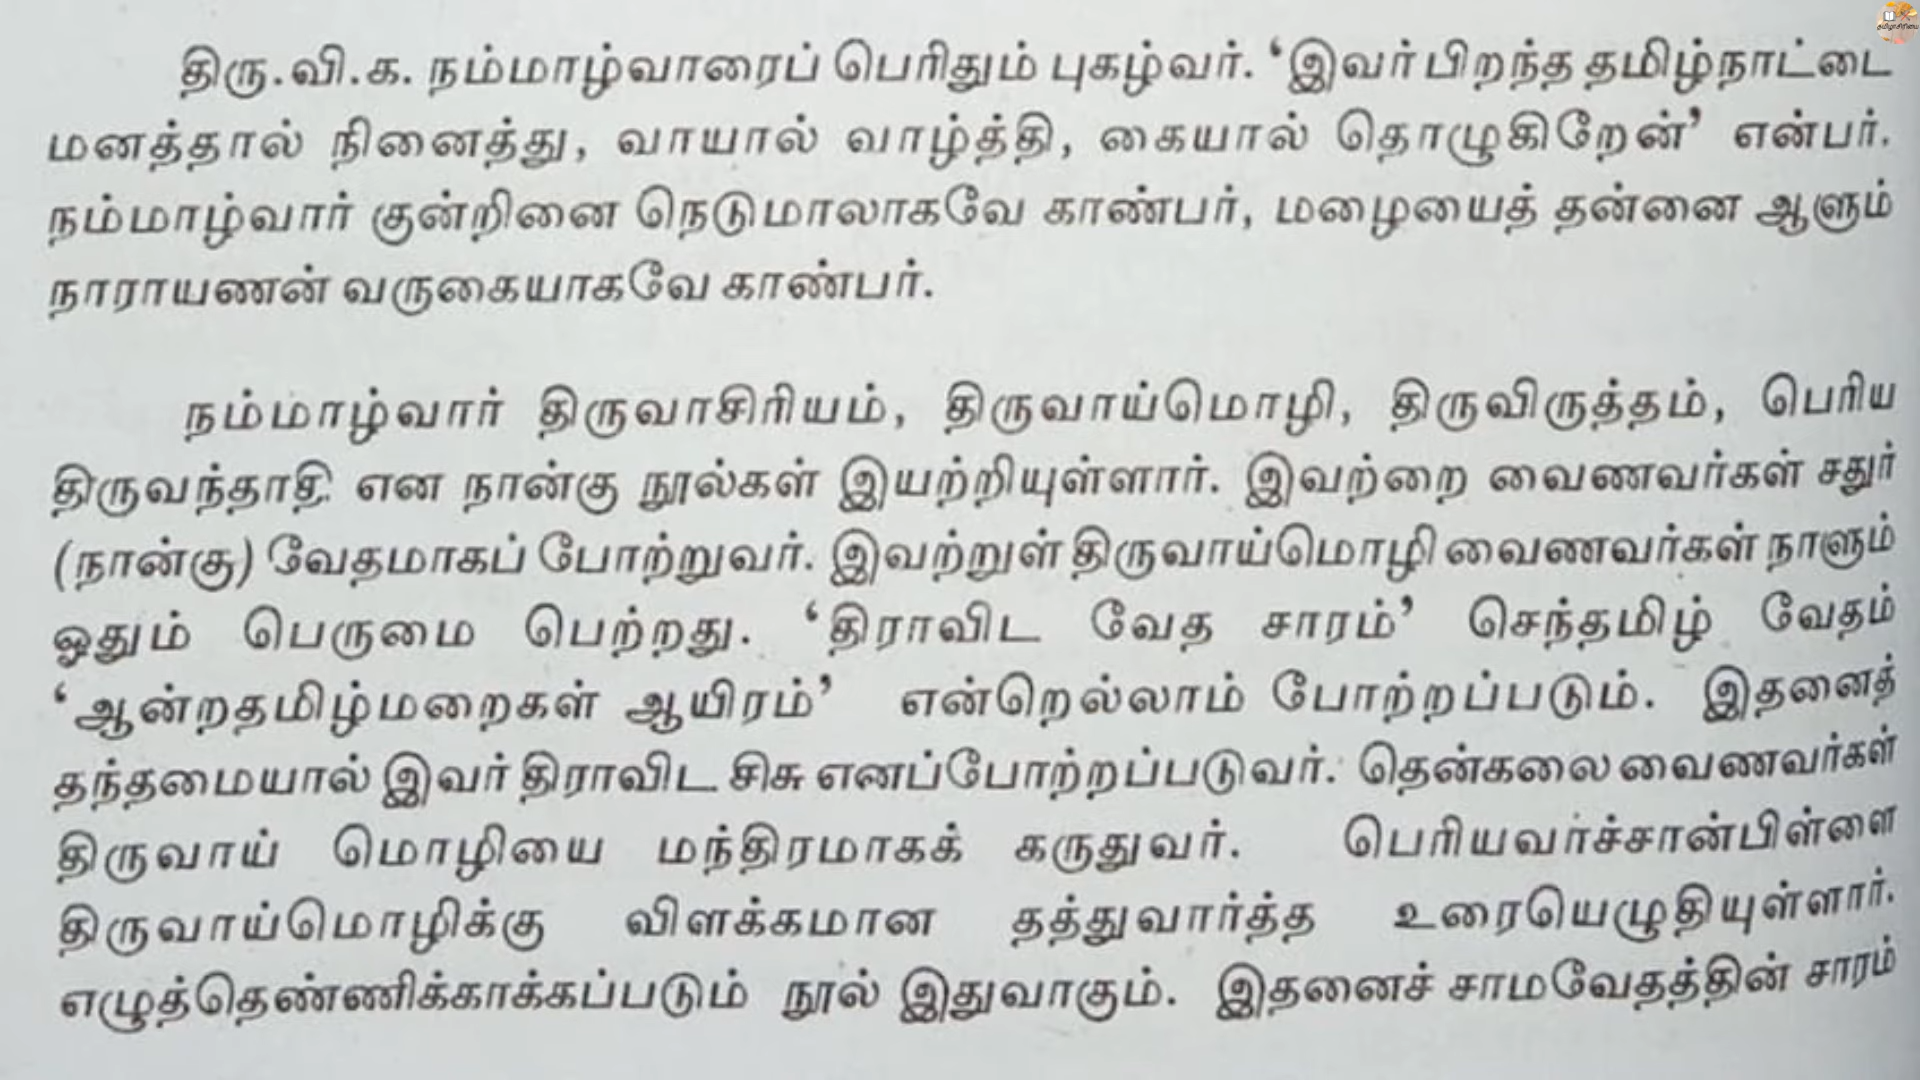 திரு.வி.க. நம்மாழ்வாரைப் பெரிதும் புகழ்வர். ‘இவர் பிறந்த தமிழ்நாட்டை
மனத்தால் நினைத்து, வாயால் வாழ்த்தி, கையால் தொழுகிறேன்’ என்பர்.
நம்மாழ்வார் குன்றினை நெடுமாலாகவே காண்பர், மழையைத் தன்னை ஆளும்
நாராயணன் வருகையாகவே காண்பர்.
நம்மாழ்வார் திருவாசிரியம், திருவாய்மொழி, திருவிருத்தம், பெரிய
திருவந்தாதி என நான்கு நூல்கள் இயற்றியுள்ளார். இவற்றை வைணவர்கள் சதுர்
(நான்கு) வேதமாகப் போற்றுவர். இவற்றுள் திருவாய்மொழி வைணவர்கள் நாளும்
ஓதும் பெருமை பெற்றது. ‘திராவிட வேத சாரம்’ செந்தமிழ் வேதம்
‘ஆன்றதமிழ்மறைகள் ஆயிரம்’ என்றெல்லாம் போற்றப்படும். இதனைத்
தந்தமையால் இவர் திராவிட சிசு எனப்போற்றப்படுவர். தென்கலை வைணவர்கள்
திருவாய் மொழியை மந்திரமாகக் கருதுவர். பெரியவர்ச்சான்பிள்ளை
திருவாய்மொழிக்கு விளக்கமான தத்துவார்த்த உரையெழுதியுள்ளார்.
எழுத்தெண்ணிக்காக்கப்படும் நூல் இதுவாகும். இதனைச் சாமவேதத்தின் சாரம்